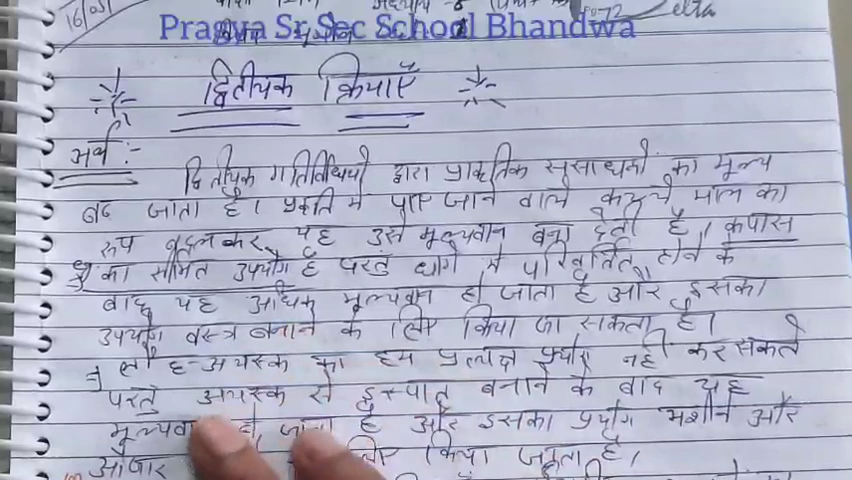 16/05
Pragya Sr. Sec School Bhandwa
द्वितीयक क्रियाएँ
अर्थ :-
द्वितीयक गतिविधियों द्वारा प्राकृतिक संसाधनों का मूल्य
बढ़ जाता है। प्रकृति में पाए जाने वाले कच्चे माल का
रूप बदलकर यह उसे मूल्यवान बना देती है। कपास
का सीमित उपयोग है परंतु धागे में परिवर्तित होने के
बाद यह अधिक मूल्यवान हो जाता है और इसका
उपयोग वस्त्र बनाने के लिए किया जा सकता है।
लौह-अयस्क का हम प्रत्यक्ष प्रयोग नहीं कर सकते
परंतु अयस्क से इस्पात बनाने के बाद यह
हो जाता है और इसका प्रयोग मशीने और
औजार लिए किया जाता है।